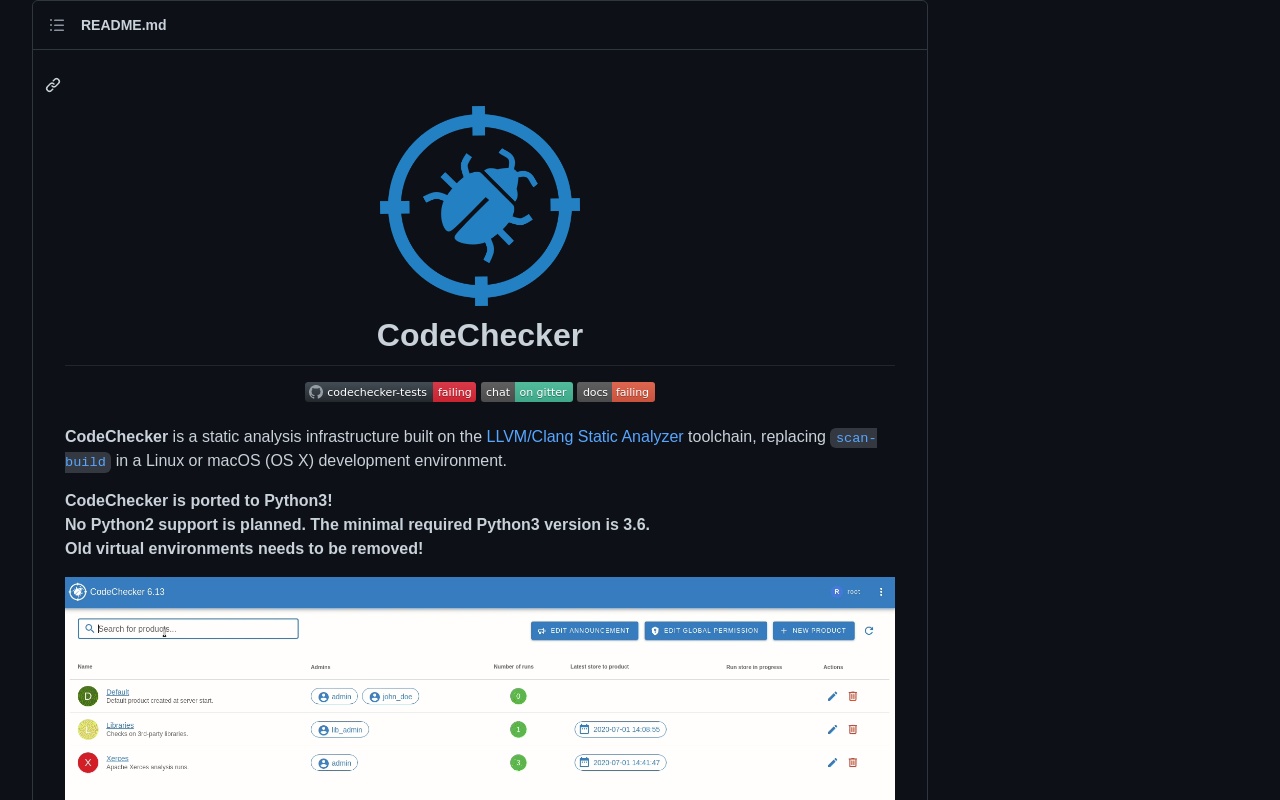 README.md
CodeChecker
codechecker-tests failing chat on gitter docs failing
CodeChecker is a static analysis infrastructure built on the LLVM/Clang Static Analyzer toolchain, replacing scan-
build in a Linux or macOS (OS X) development environment.
CodeChecker is ported to Python3!
No Python2 support is planned. The minimal required Python3 version is 3.6.
Old virtual environments needs to be removed!
CodeChecker 6.13 R root
Search for products... EDIT ANNOUNCEMENT EDIT GLOBAL PERMISSION NEW PRODUCT
Name Admins Number of runs Latest store to product Run store in progress Actions
D Default admin john_doe 0
Default product created at server start.
L Libraries lib_admin 1 2020-07-01 14:08:55
Checks on 3rd-party libraries.
X Xerces admin 3 2020-07-01 14:41:47
Apache Xerces analysis runs.